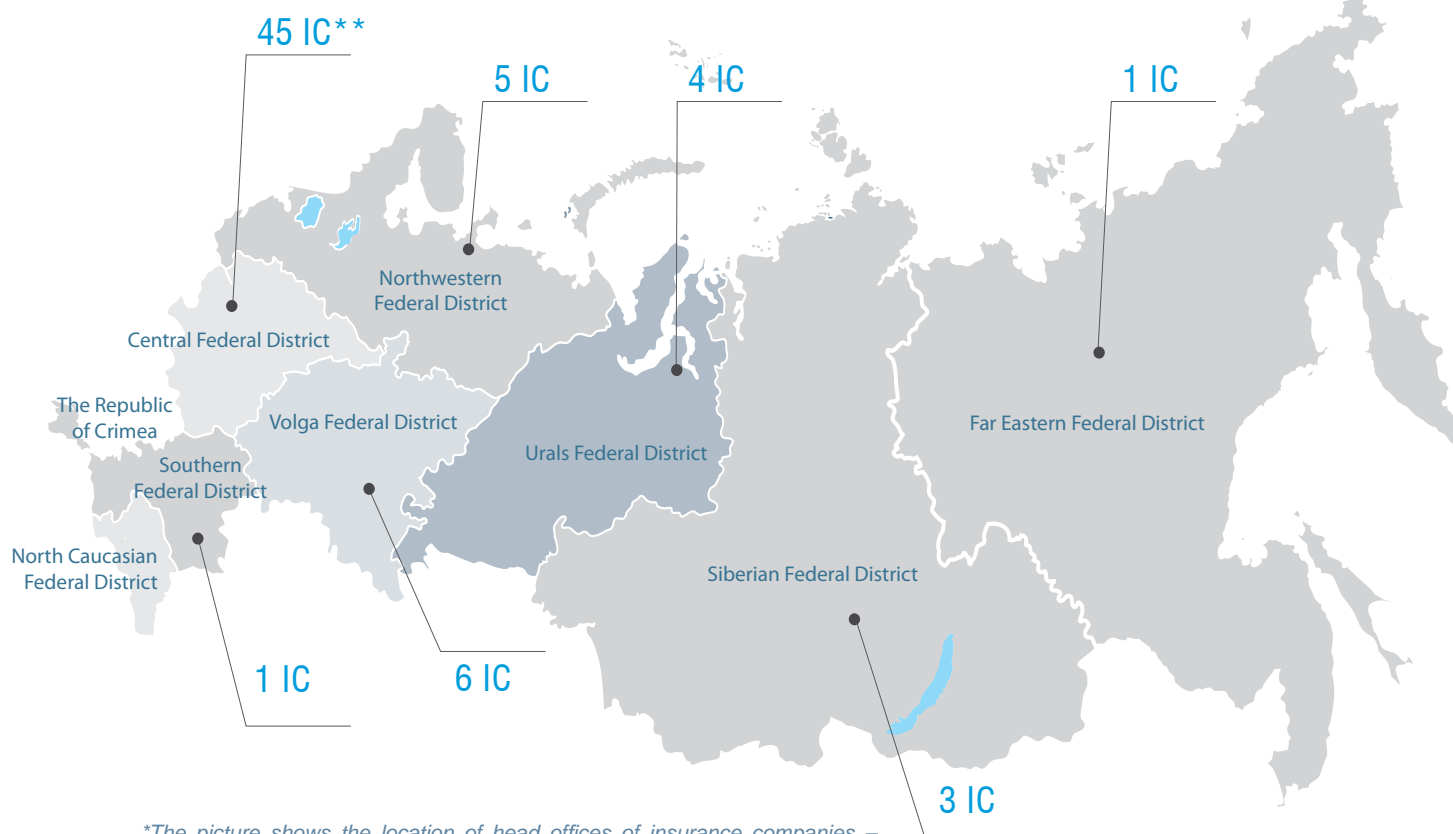 45 IC**
5 IC
4 IC
1 IC
Northwestern
Federal District
Central Federal District
The Republic
of Crimea
Volga Federal District
Far Eastern Federal District
Urals Federal District
Southern
Federal District
North Caucasian
Federal District
Siberian Federal District
1 IC
6 IC
3 IC
*The picture shows the location of head offices of insurance companies –